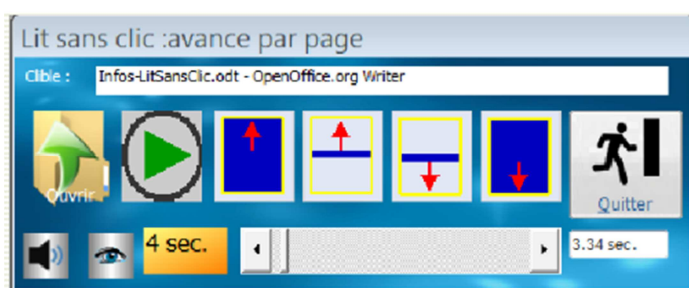 Lit sans clic :avance par page
Clible : Infos-LitSansClic.odt - OpenOffice.org Writer
Ouvrir
Quitter
4 sec. 3.34 sec.